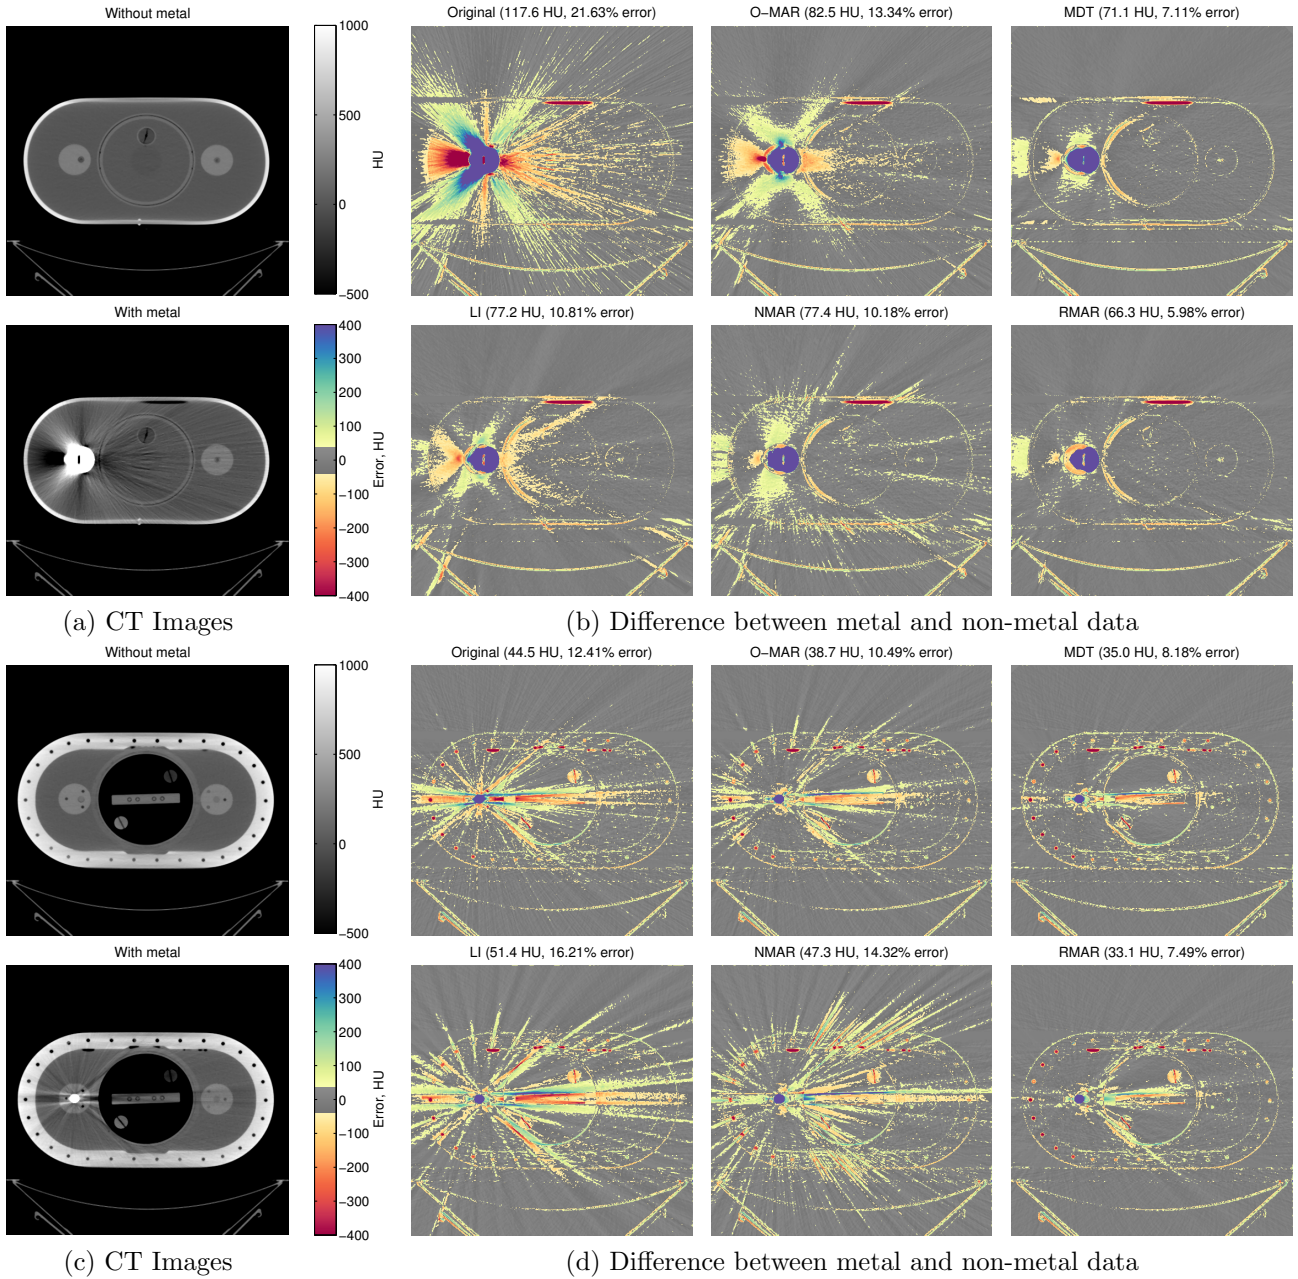 Without metal
1000
500
0
−500
HU
Original (117.6 HU, 21.63% error)
O-MAR (82.5 HU, 13.34% error)
MDT (71.1 HU, 7.11% error)
With metal
400
300
200
100
0
−100
−200
−300
−400
Error, HU
LI (77.2 HU, 10.81% error)
NMAR (77.4 HU, 10.18% error)
RMAR (66.3 HU, 5.98% error)
(a) CT Images
(b) Difference between metal and non-metal data
Without metal
1000
500
0
−500
HU
Original (44.5 HU, 12.41% error)
O-MAR (38.7 HU, 10.49% error)
MDT (35.0 HU, 8.18% error)
With metal
400
300
200
100
0
−100
−200
−300
−400
Error, HU
LI (51.4 HU, 16.21% error)
NMAR (47.3 HU, 14.32% error)
RMAR (33.1 HU, 7.49% error)
(c) CT Images
(d) Difference between metal and non-metal data